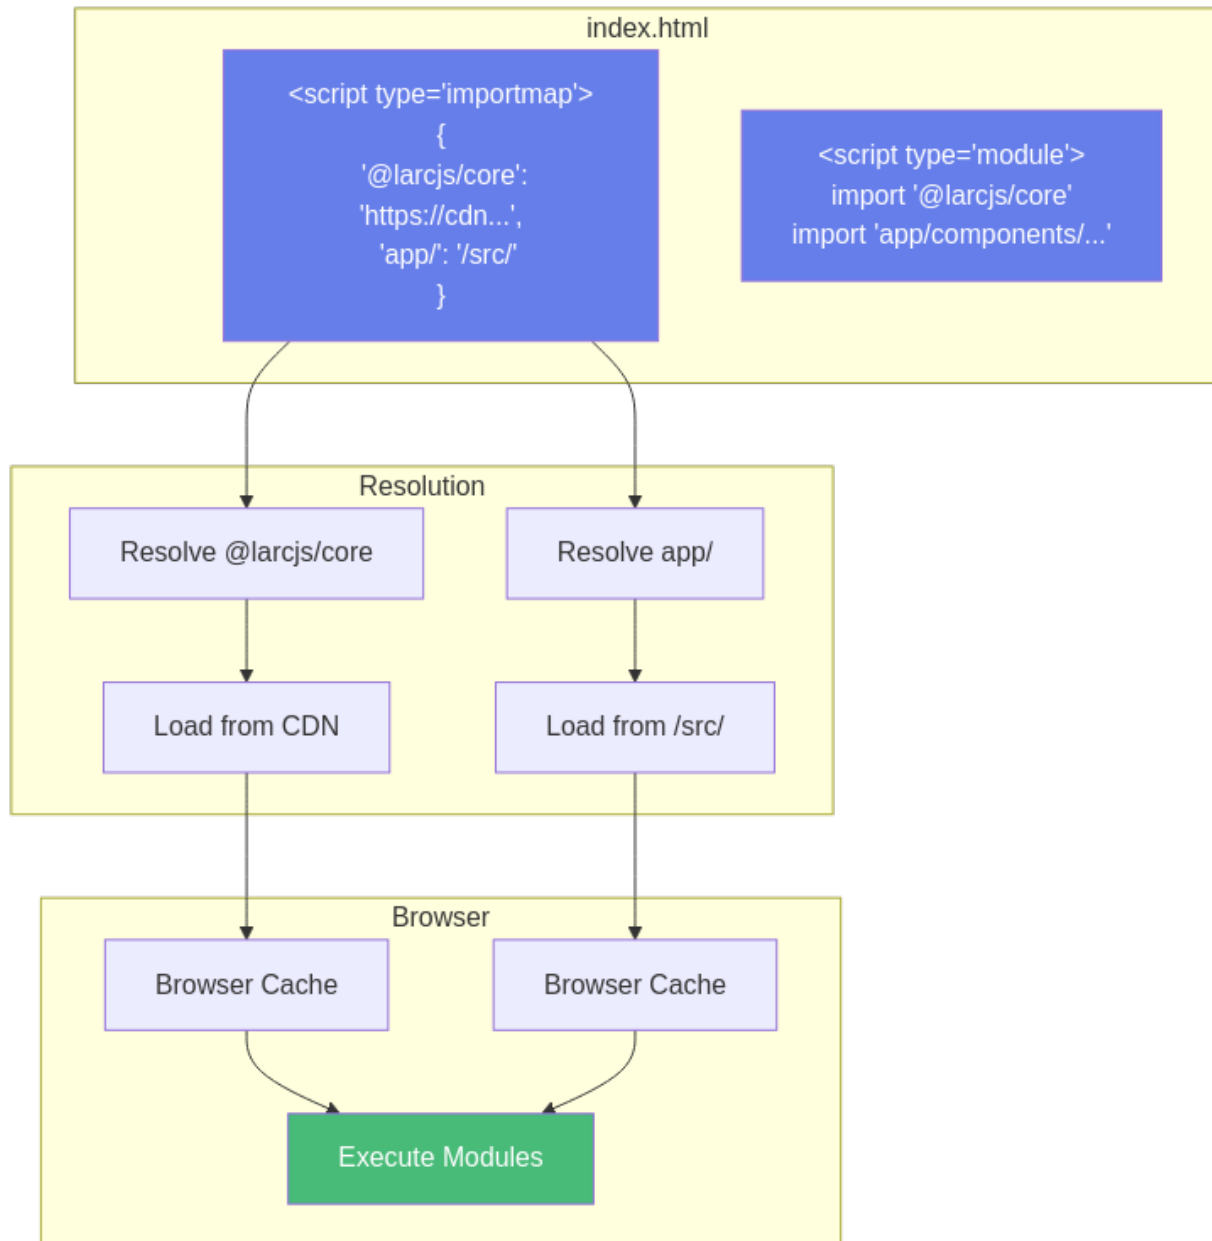 index.html
<script type='importmap'>
{
'@larcjs/core':
'https://cdn...',
'app/': '/src/'
}
<script type='module'>
import '@larcjs/core'
import 'app/components/...'
Resolution
Resolve @larcjs/core
Resolve app/
Load from CDN
Load from /src/
Browser
Browser Cache
Browser Cache
Execute Modules